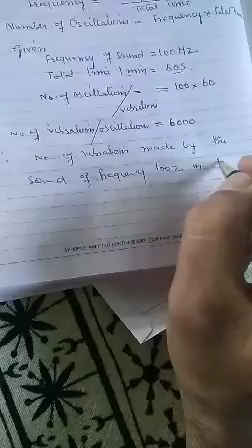 Frequency =
Total time
Number of Oscillations = Frequency × Total
Given
Frequency of Sound = 100 Hz
Total time 1 min = 60S
No. of oscillation/ = 100 × 60
vibration
No. of vibration/oscillation = 6000
No. of vibration made by the
sound of frequency 100z in